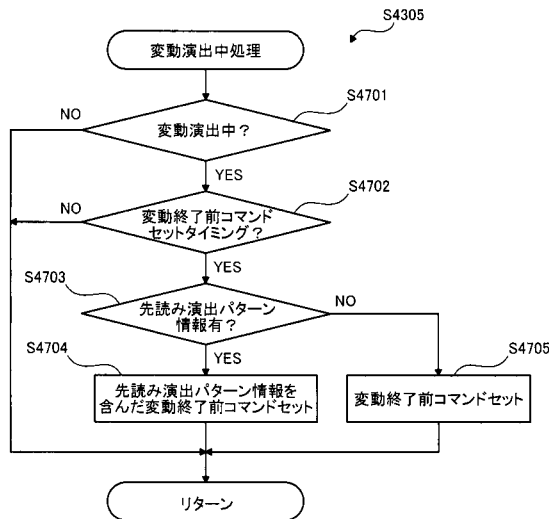 S4305
変動演出中処理
S4701
NO
変動演出中？
YES
S4702
NO
変動終了前コマンド
セットタイミング？
YES
S4703
先読み演出パターン
情報有？
NO
YES
S4704
S4705
先読み演出パターン情報を
含んだ変動終了前コマンドセット
変動終了前コマンドセット
リターン